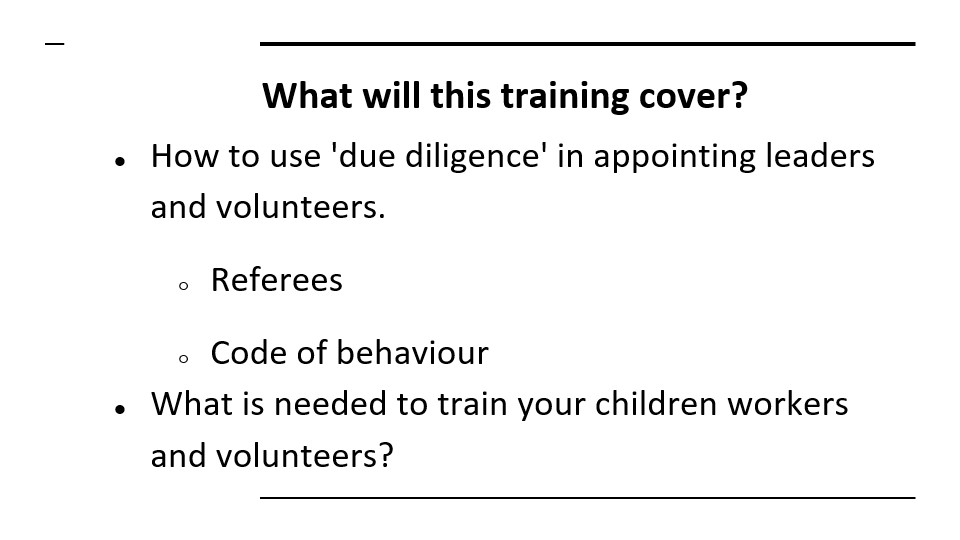 What will this training cover?
• How to use 'due diligence' in appointing leaders
and volunteers.
○ Referees
○ Code of behaviour
• What is needed to train your children workers
and volunteers?